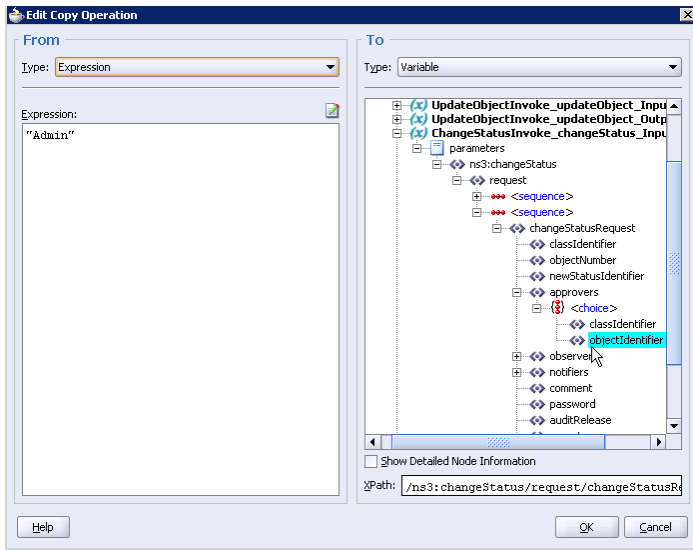 Edit Copy Operation
From
Type: Expression
Expression:
"Admin"
To
Type: Variable
(x) UpdateObjectInvoke_updateObject_Inpu
(x) UpdateObjectInvoke_updateObject_Outp
(x) ChangeStatusInvoke_changeStatus_Inpu
parameters
ns3:changeStatus
request
<sequence>
<sequence>
changeStatusRequest
classIdentifier
objectNumber
newStatusIdentifier
approvers
<choice>
classIdentifier
objectIdentifier
observer
notifiers
comment
password
auditRelease
Show Detailed Node Information
XPath: /ns3:changeStatus/request/changeStatusRe
Help
OK
Cancel